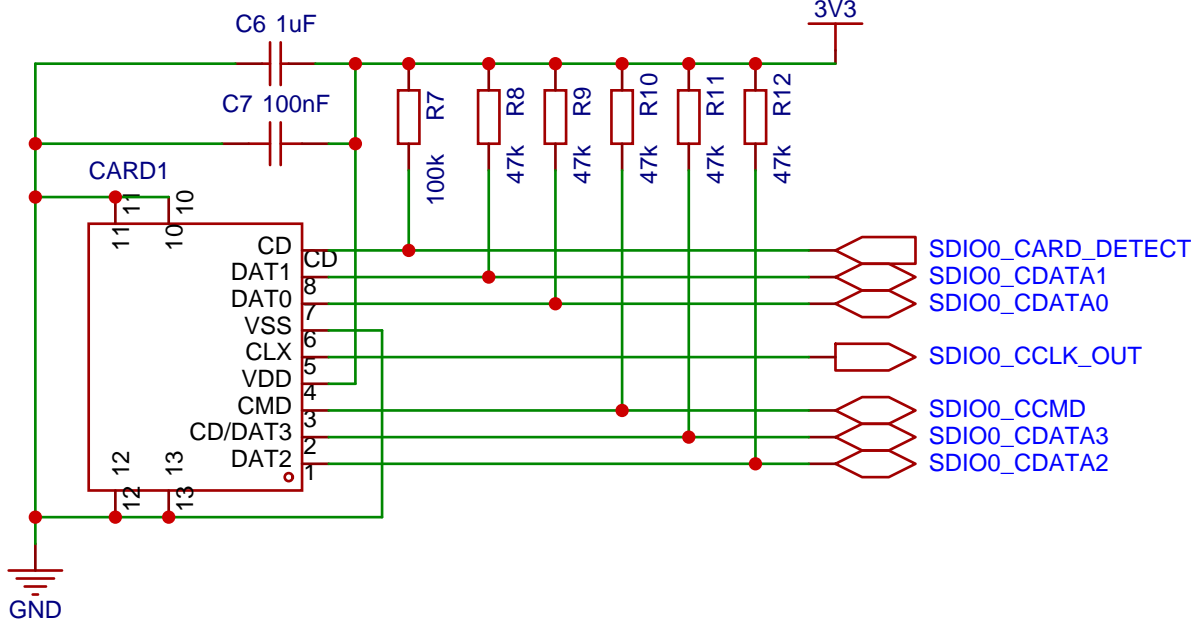 3V3
C6 1uF
C7 100nF
R7
R8
R9
R10
R11
R12
100k
47k
47k
47k
47k
47k
CARD1
11
10
11
10
CD
CD
SDIO0_CARD_DETECT
DAT1
8
SDIO0_CDATA1
DAT0
7
SDIO0_CDATA0
VSS
6
CLX
5
SDIO0_CCLK_OUT
VDD
4
CMD
3
SDIO0_CCMD
CD/DAT3
2
SDIO0_CDATA3
DAT2
1
SDIO0_CDATA2
12
13
12
13
GND